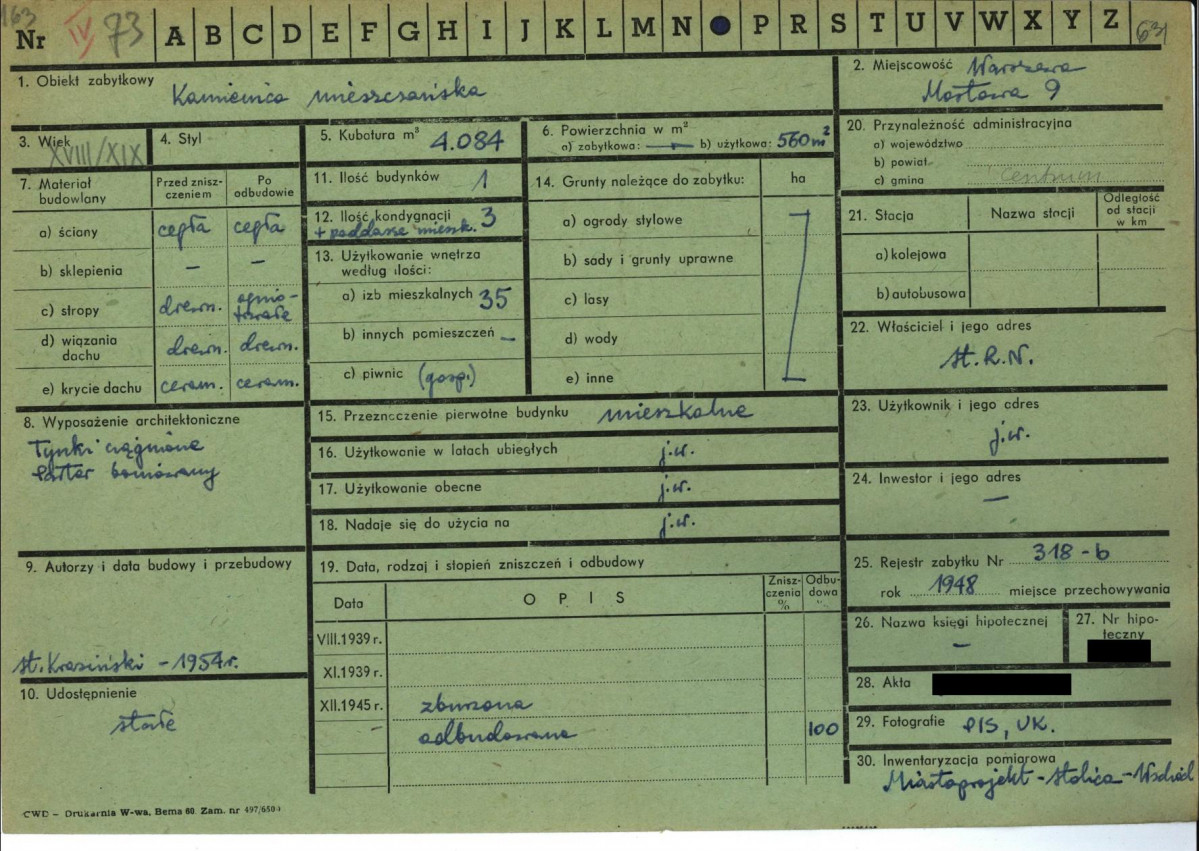 163
Nr IV 73 A B C D E F G H I J K L M N P R S T U V W X Y Z 631
1. Obiekt zabytkowy
Kamienica mieszczańska
2. Miejscowość Warszawa
Mostowa 9
3. Wiek
XVIII/XIX
4. Styl
5. Kubatura m³ 4.084
6. Powierzchnia w m²
a) zabytkowa: — b) użytkowa: 560 m²
7. Materiał budowlany
Przed zniszczeniem
Po odbudowie
a) ściany cegła cegła
b) sklepienia — —
c) stropy drewn. ogniotrwałe
d) wiązania dachu drewn. drewn.
e) krycie dachu ceram. ceram.
8. Wyposażenie architektoniczne
Tynki ciągnione
Parter boniowany
9. Autorzy i data budowy i przebudowy
St. Krasiński - 1954 r.
10. Udostępnienie
stałe
11. Ilość budynków 1
12. Ilość kondygnacji 3
+ poddasze mieszk.
13. Użytkowanie wnętrza
według ilości:
a) izb mieszkalnych 35
b) innych pomieszczeń —
c) piwnic (gosp.)
14. Grunty należące do zabytku: ha
a) ogrody stylowe
b) sady i grunty uprawne
c) lasy
d) wody
e) inne
15. Przeznaczenie pierwotne budynku mieszkalne
16. Użytkowanie w latach ubiegłych j.w.
17. Użytkowanie obecne j.w.
18. Nadaje się do użycia na j.w.
19. Data, rodzaj i stopień zniszczeń i odbudowy
Data OPIS Zniszczenia % Odbudowa %
VIII.1939 r.
XI.1939 r.
XII.1945 r. zburzona
— odbudowana 100
20. Przynależność administracyjna
a) województwo
b) powiat
c) gmina Centrum
21. Stacja Nazwa stacji Odległość od stacji w km
a) kolejowa
b) autobusowa
22. Właściciel i jego adres
St. R. N.
23. Użytkownik i jego adres
j.w.
24. Inwestor i jego adres
—
25. Rejestr zabytku Nr 318-b
rok 1948 miejsce przechowywania
26. Nazwa księgi hipotecznej
—
27. Nr hipoteczny
28. Akta
29. Fotografie PIS, UK.
30. Inwentaryzacja pomiarowa
Miastoprojekt - Stolica - Wschód
CWD – Drukarnia W-wa, Bema 60. Zam. nr 497/650